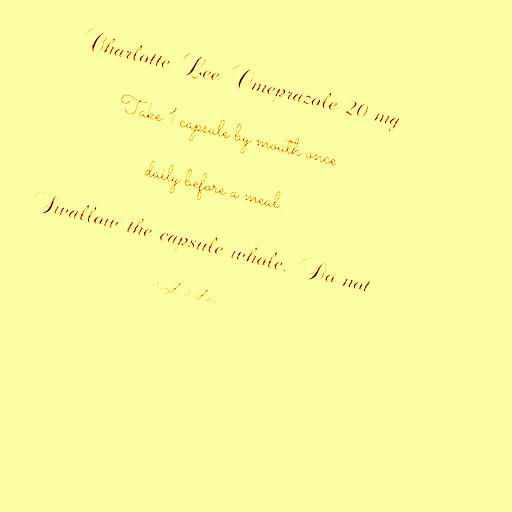 Charlotte Lee Omeprazole 20 mg
Take 1 capsule by mouth once
daily before a meal
Swallow the capsule whole. Do not